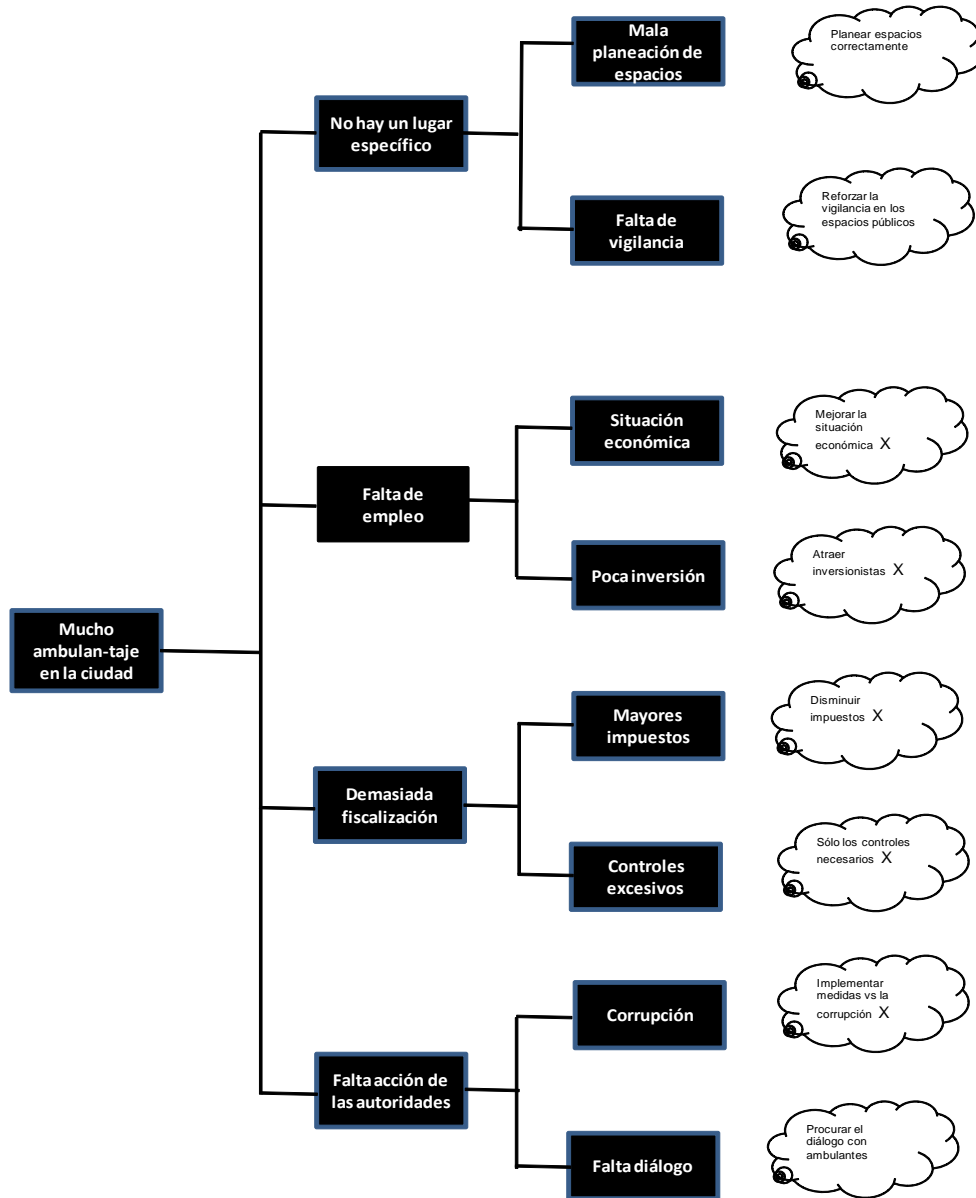 Mala
planeación de
espacios
Planear espacios
correctamente
No hay un lugar
específico
Falta de
vigilancia
Reforzar la
vigilancia en los
espacios públicos
Situación
económica
Mejorar la
situación
económica X
Falta de
empleo
Poca inversión
Atraer
inversionistas X
Mucho
ambulan-taje
en la ciudad
Mayores
impuestos
Disminuir
impuestos X
Demasiada
fiscalización
Controles
excesivos
Sólo los controles
necesarios X
Corrupción
Implementar
medidas vs la
corrupción X
Falta acción de
las autoridades
Falta diálogo
Procurar el
diálogo con
ambulantes